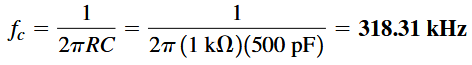 f_c = 1 / 2πRC = 1 / 2π (1 kΩ)(500 pF) = 318.31 kHz